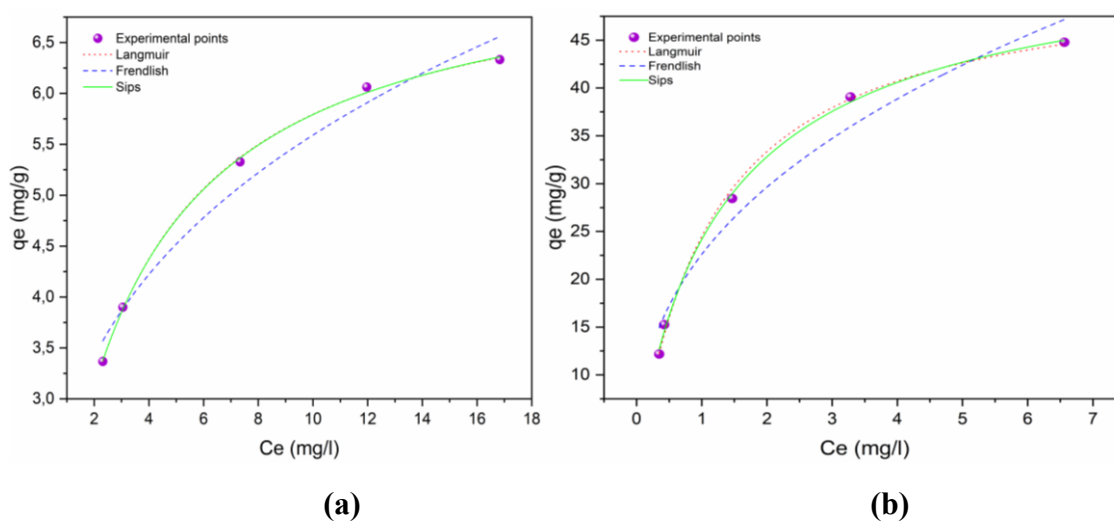 Experimental points
Langmuir
Frendlish
Sips
6,5
6,0
5,5
5,0
4,5
4,0
3,5
3,0
qe (mg/g)
2 4 6 8 10 12 14 16 18
Ce (mg/l)
(a)
Experimental points
Langmuir
Frendlish
Sips
45
40
35
30
25
20
15
10
qe (mg/g)
0 1 2 3 4 5 6 7
Ce (mg/l)
(b)